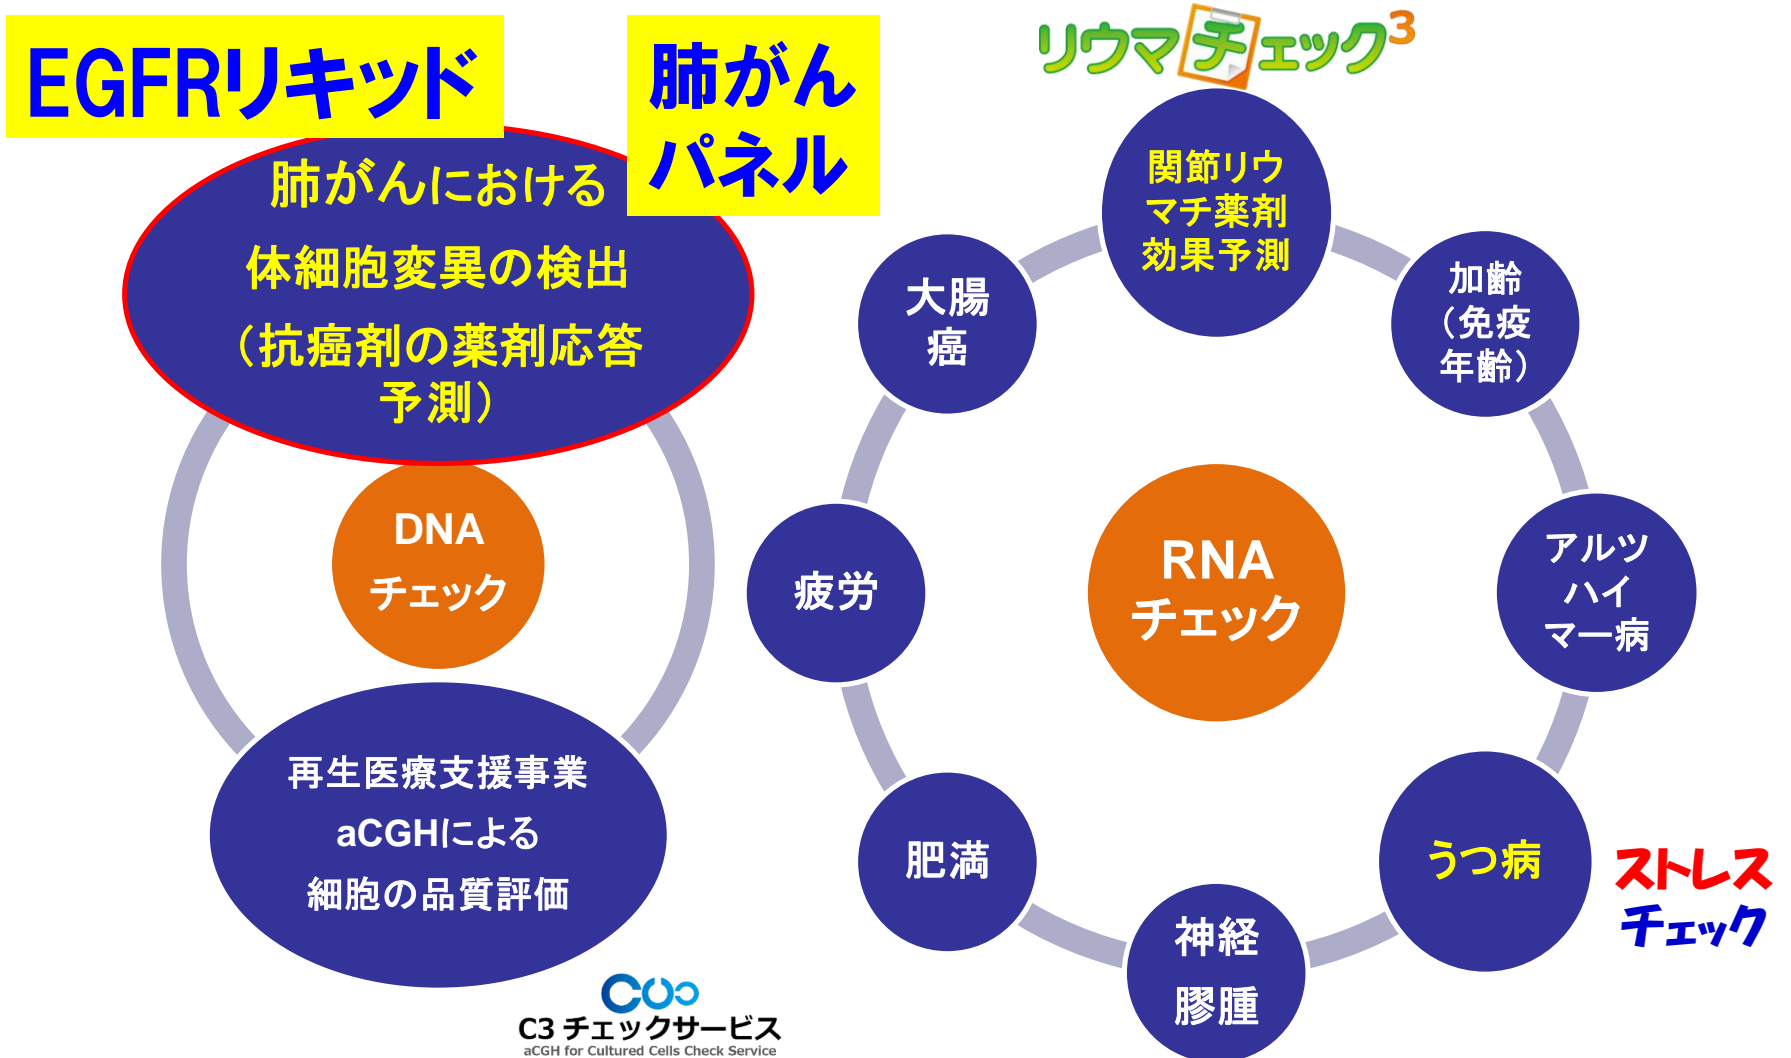 EGFRリキッド
肺がん
パネル
肺がんにおける
体細胞変異の検出
（抗癌剤の薬剤応答
予測）
DNA
チェック
再生医療支援事業
aCGHによる
細胞の品質評価
C3 チェックサービス
aCGH for Cultured Cells Check Service
リウマチェック3
関節リウ
マチ薬剤
効果予測
加齢
（免疫
年齢）
アルツ
ハイ
マー病
うつ病
ストレス
チェック
神経
膠腫
肥満
疲労
大腸
癌
RNA
チェック